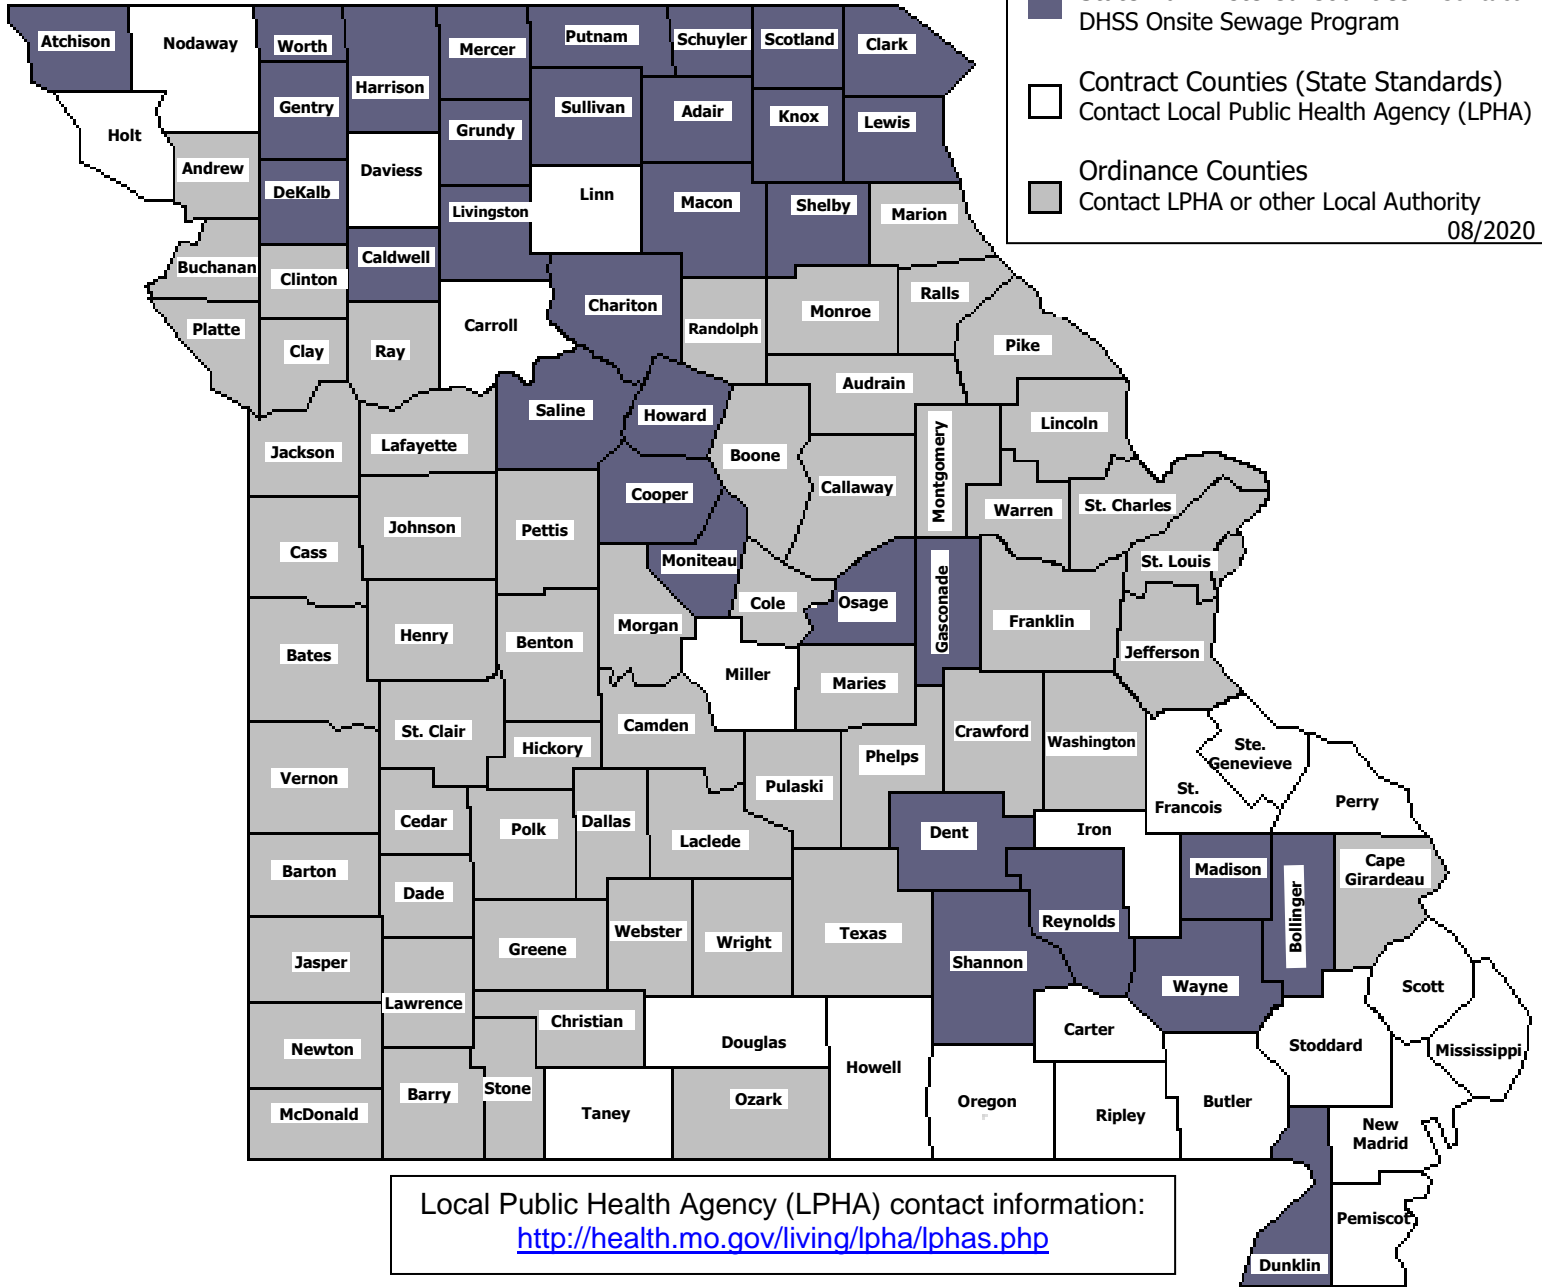 DHSS Onsite Sewage Program
Contract Counties (State Standards)
Contact Local Public Health Agency (LPHA)
Ordinance Counties
Contact LPHA or other Local Authority
08/2020
Atchison
Nodaway
Worth
Harrison
Mercer
Putnam
Schuyler
Scotland
Clark
Holt
Gentry
Grundy
Sullivan
Adair
Knox
Lewis
Andrew
DeKalb
Daviess
Livingston
Linn
Macon
Shelby
Marion
Buchanan
Clinton
Caldwell
Chariton
Randolph
Monroe
Ralls
Platte
Clay
Ray
Carroll
Pike
Audrain
Jackson
Lafayette
Saline
Howard
Boone
Callaway
Montgomery
Lincoln
Warren
St. Charles
Cass
Johnson
Pettis
Cooper
Moniteau
Cole
Osage
Gasconade
Franklin
St. Louis
Bates
Henry
Benton
Morgan
Miller
Maries
Jefferson
Vernon
St. Clair
Hickory
Camden
Pulaski
Phelps
Crawford
Washington
Ste.
Genevieve
St.
Francois
Perry
Cedar
Polk
Dallas
Laclede
Dent
Iron
Madison
Bollinger
Cape
Girardeau
Barton
Dade
Greene
Webster
Wright
Texas
Shannon
Reynolds
Wayne
Scott
Jasper
Lawrence
Christian
Douglas
Howell
Carter
Stoddard
Mississippi
Newton
Barry
Stone
Taney
Ozark
Oregon
Ripley
Butler
New
Madrid
McDonald
Pemiscot
Dunklin
Local Public Health Agency (LPHA) contact information:
http://health.mo.gov/living/lpha/lphas.php